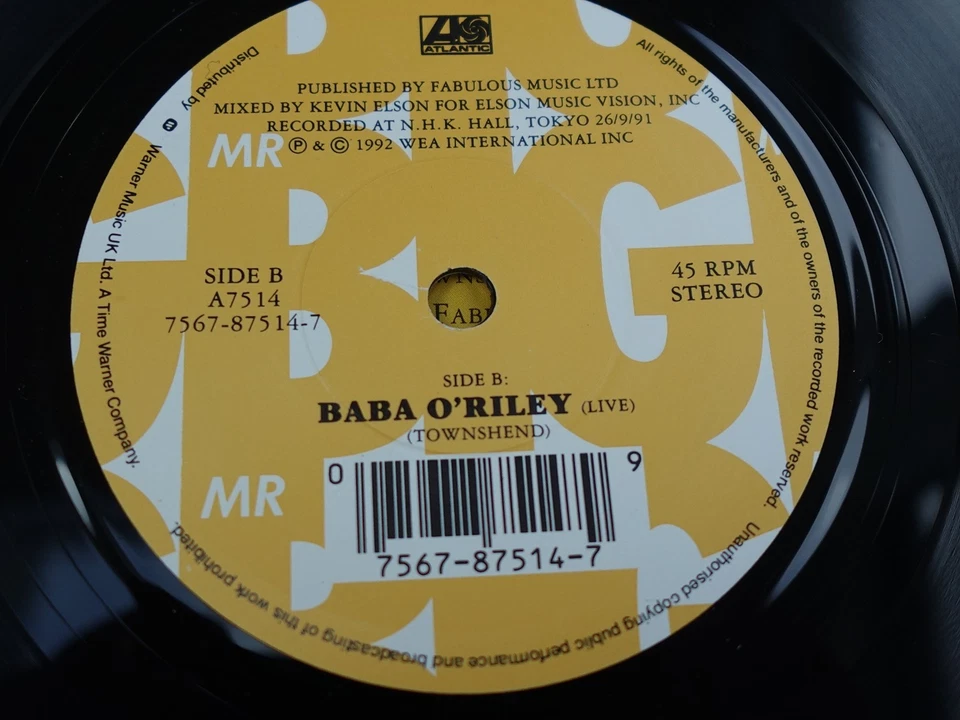 ATLANTIC
PUBLISHED BY FABULOUS MUSIC LTD
MIXED BY KEVIN ELSON FOR ELSON MUSIC VISION, INC
RECORDED AT N.H.K. HALL, TOKYO 26/9/91
Ⓟ & © 1992 WEA INTERNATIONAL INC
MR
BIG
SIDE B
A7514
7567-87514-7
45 RPM
STEREO
FABU
SIDE B:
BABA O'RILEY (LIVE)
(TOWNSHEND)
MR
0 9
7567-87514-7
All rights of the manufacturers and of the owners of the recorded work reserved. Unauthorised copying public performance and broadcasting of this work prohibited.
Distributed by Warner Music UK Ltd. A Time Warner Company.